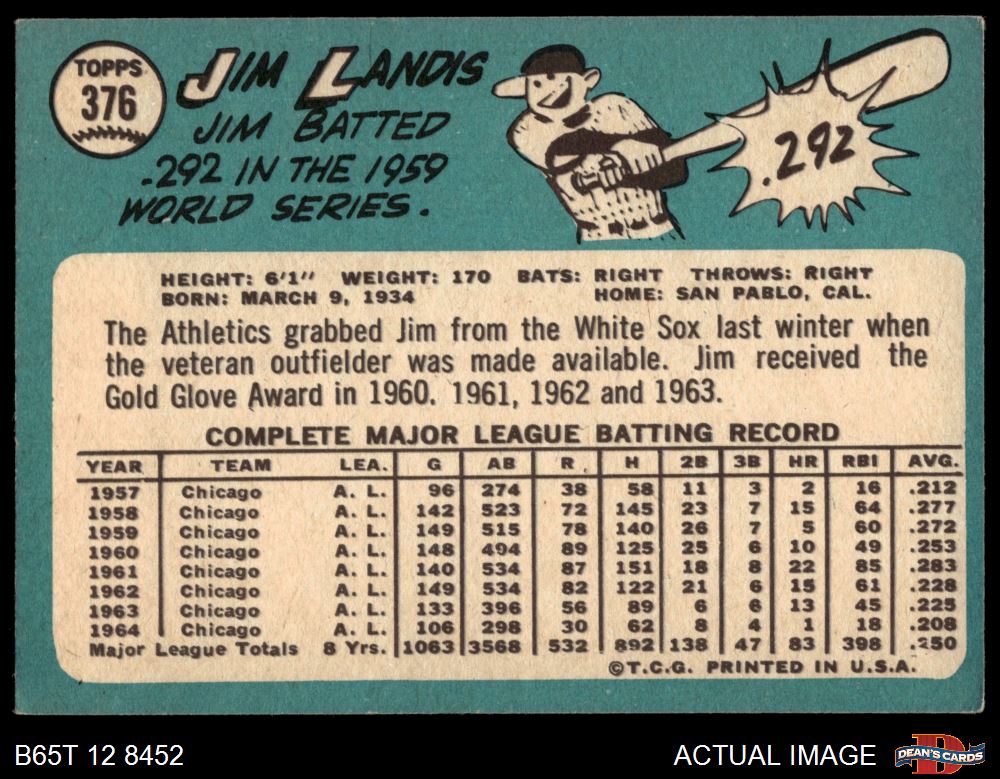 TOPPS
376
JIM LANDIS
JIM BATTED
.292 IN THE 1959
WORLD SERIES.
.292
HEIGHT: 6'1" WEIGHT: 170 BATS: RIGHT THROWS: RIGHT
BORN: MARCH 9, 1934 HOME: SAN PABLO, CAL.
The Athletics grabbed Jim from the White Sox last winter when
the veteran outfielder was made available. Jim received the
Gold Glove Award in 1960. 1961, 1962 and 1963.
COMPLETE MAJOR LEAGUE BATTING RECORD
YEAR TEAM LEA. G AB R H 2B 3B HR RBI AVG.
1957 Chicago A. L. 96 274 38 58 11 3 2 16 .212
1958 Chicago A. L. 142 523 72 145 23 7 15 64 .277
1959 Chicago A. L. 149 515 78 140 26 7 5 60 .272
1960 Chicago A. L. 148 494 89 125 25 6 10 49 .253
1961 Chicago A. L. 140 534 87 151 18 8 22 85 .283
1962 Chicago A. L. 149 534 82 122 21 6 15 61 .228
1963 Chicago A. L. 133 396 56 89 6 6 13 45 .225
1964 Chicago A. L. 106 298 30 62 8 4 1 18 .208
Major League Totals 8 Yrs. 1063 3568 532 892 138 47 83 398 .250
©T.C.G. PRINTED IN U.S.A.
B65T 12 8452 ACTUAL IMAGE
DEAN'S CARDS